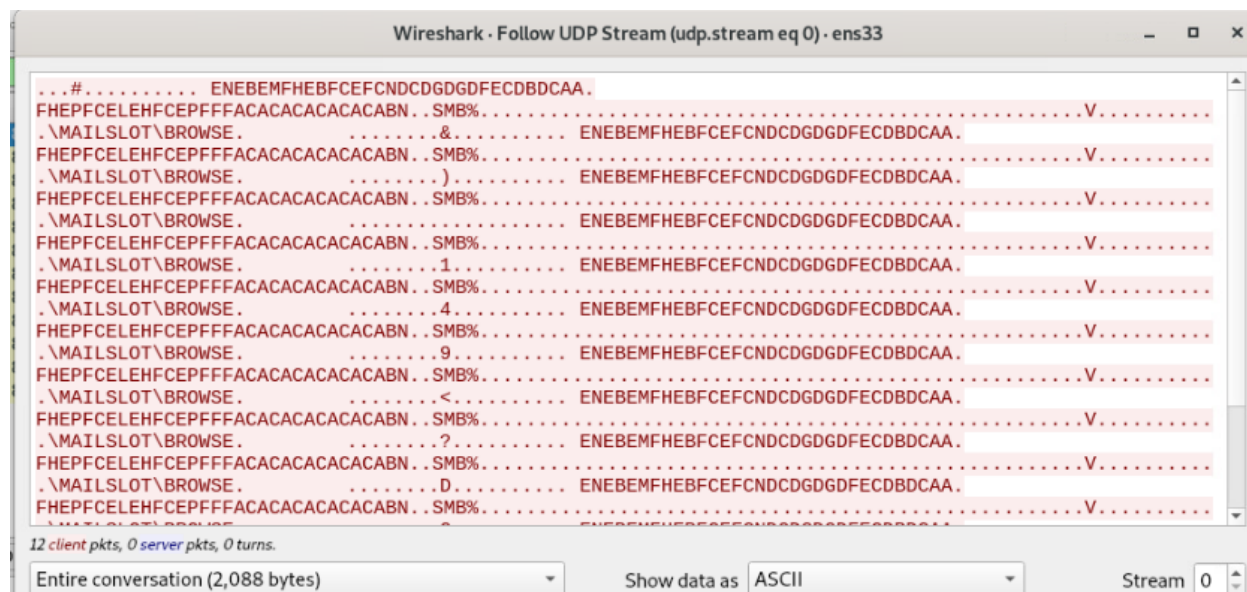 Wireshark · Follow UDP Stream (udp.stream eq 0) · ens33
...#.......... ENEBEMFHEBFCEFCNDCDGDGDFECDBDCAA.
FHEPFCELEHFCEPFFFACACACACACACABN..SMB%....................................................V..........
.\MAILSLOT\BROWSE. ........&.......... ENEBEMFHEBFCEFCNDCDGDGDFECDBDCAA.
FHEPFCELEHFCEPFFFACACACACACACABN..SMB%....................................................V..........
.\MAILSLOT\BROWSE. ........).......... ENEBEMFHEBFCEFCNDCDGDGDFECDBDCAA.
FHEPFCELEHFCEPFFFACACACACACACABN..SMB%....................................................V..........
.\MAILSLOT\BROWSE. ................... ENEBEMFHEBFCEFCNDCDGDGDFECDBDCAA.
FHEPFCELEHFCEPFFFACACACACACACABN..SMB%....................................................V..........
.\MAILSLOT\BROWSE. ........1.......... ENEBEMFHEBFCEFCNDCDGDGDFECDBDCAA.
FHEPFCELEHFCEPFFFACACACACACACABN..SMB%....................................................V..........
.\MAILSLOT\BROWSE. ........4.......... ENEBEMFHEBFCEFCNDCDGDGDFECDBDCAA.
FHEPFCELEHFCEPFFFACACACACACACABN..SMB%....................................................V..........
.\MAILSLOT\BROWSE. ........9.......... ENEBEMFHEBFCEFCNDCDGDGDFECDBDCAA.
FHEPFCELEHFCEPFFFACACACACACACABN..SMB%....................................................V..........
.\MAILSLOT\BROWSE. ........<.......... ENEBEMFHEBFCEFCNDCDGDGDFECDBDCAA.
FHEPFCELEHFCEPFFFACACACACACACABN..SMB%....................................................V..........
.\MAILSLOT\BROWSE. ........?.......... ENEBEMFHEBFCEFCNDCDGDGDFECDBDCAA.
FHEPFCELEHFCEPFFFACACACACACACABN..SMB%....................................................V..........
.\MAILSLOT\BROWSE. ........D.......... ENEBEMFHEBFCEFCNDCDGDGDFECDBDCAA.
FHEPFCELEHFCEPFFFACACACACACACABN..SMB%....................................................V..........
12 client pkts, 0 server pkts, 0 turns.
Entire conversation (2,088 bytes) Show data as ASCII Stream 0